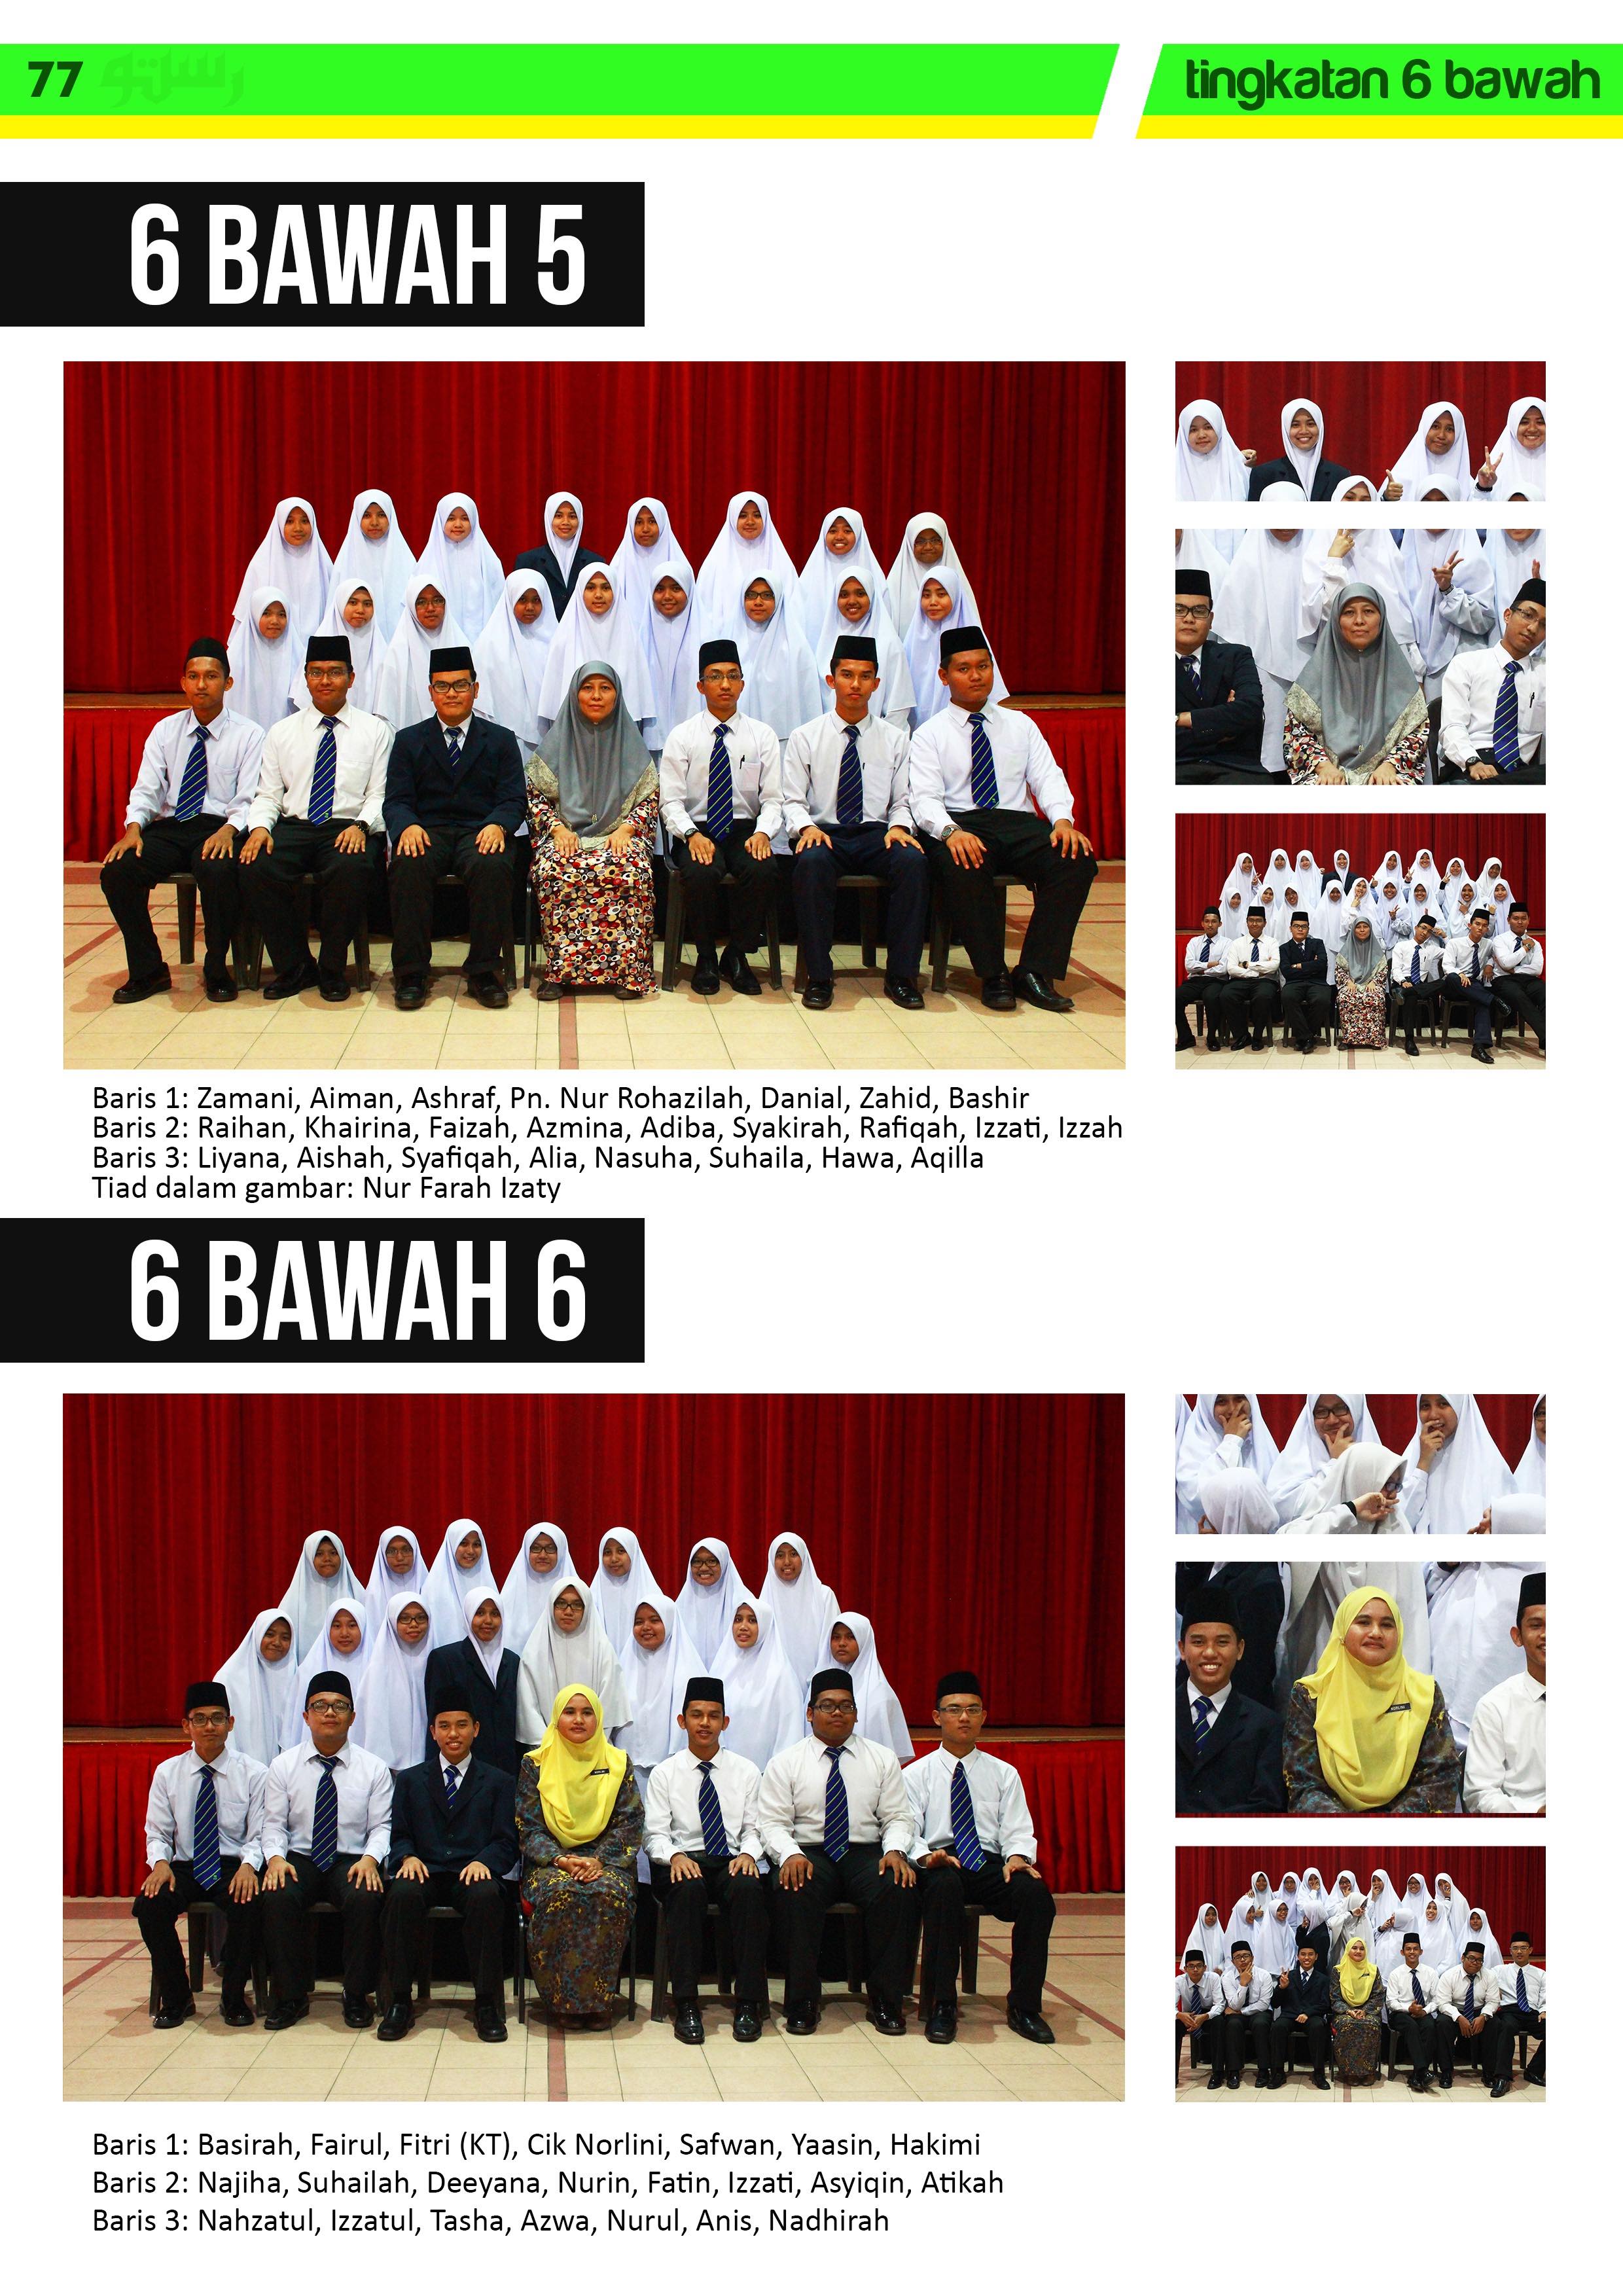 77 رستو
tingkatan 6 bawah
6 BAWAH 5
Baris 1: Zamani, Aiman, Ashraf, Pn. Nur Rohazilah, Danial, Zahid, Bashir
Baris 2: Raihan, Khairina, Faizah, Azmina, Adiba, Syakirah, Rafiqah, Izzati, Izzah
Baris 3: Liyana, Aishah, Syafiqah, Alia, Nasuha, Suhaila, Hawa, Aqilla
Tiad dalam gambar: Nur Farah Izaty
6 BAWAH 6
Baris 1: Basirah, Fairul, Fitri (KT), Cik Norlini, Safwan, Yaasin, Hakimi
Baris 2: Najiha, Suhailah, Deeyana, Nurin, Fatin, Izzati, Asyiqin, Atikah
Baris 3: Nahzatul, Izzatul, Tasha, Azwa, Nurul, Anis, Nadhirah